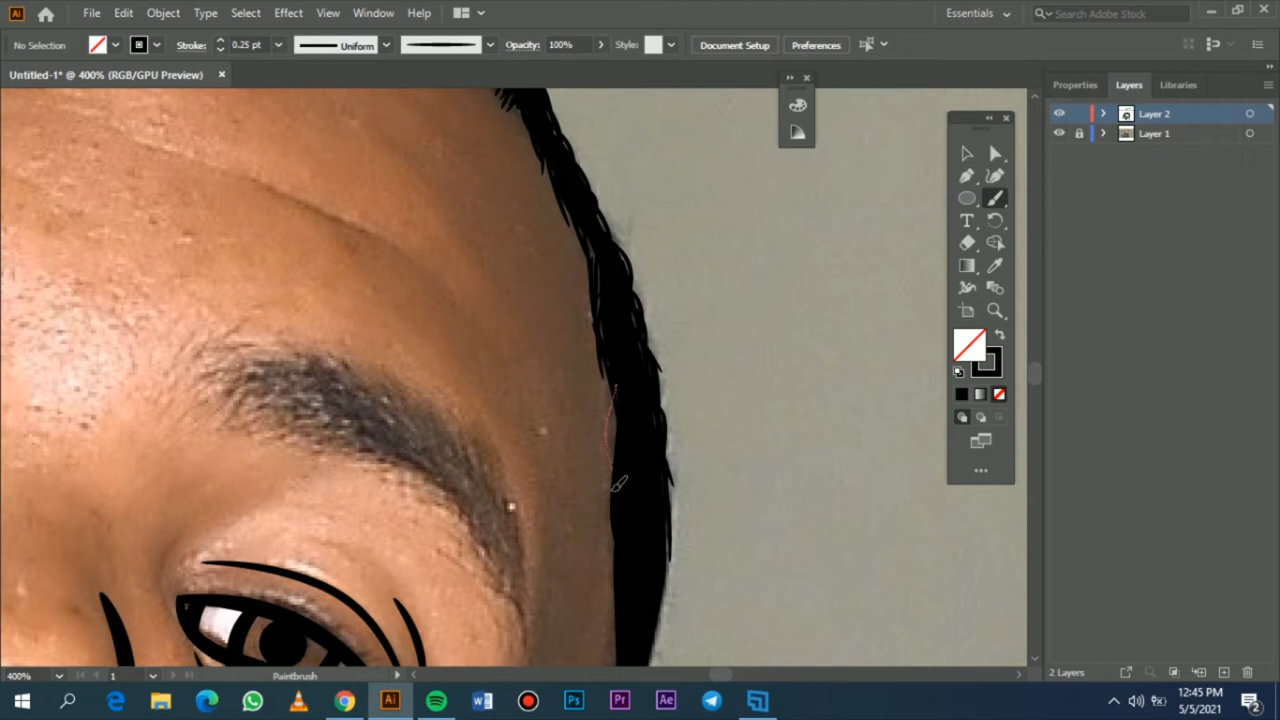 File Edit Object Type Select Effect View Window Help
Essentials
Search Adobe Stock
No Selection
Stroke:
0.25 pt
Uniform
Opacity:
100%
Style:
Document Setup
Preferences
Untitled-1* @ 400% (RGB/GPU Preview)
Properties Layers Libraries
Layer 2
Layer 1
400%
1
Paintbrush
2 Layers
12:45 PM
5/5/2021